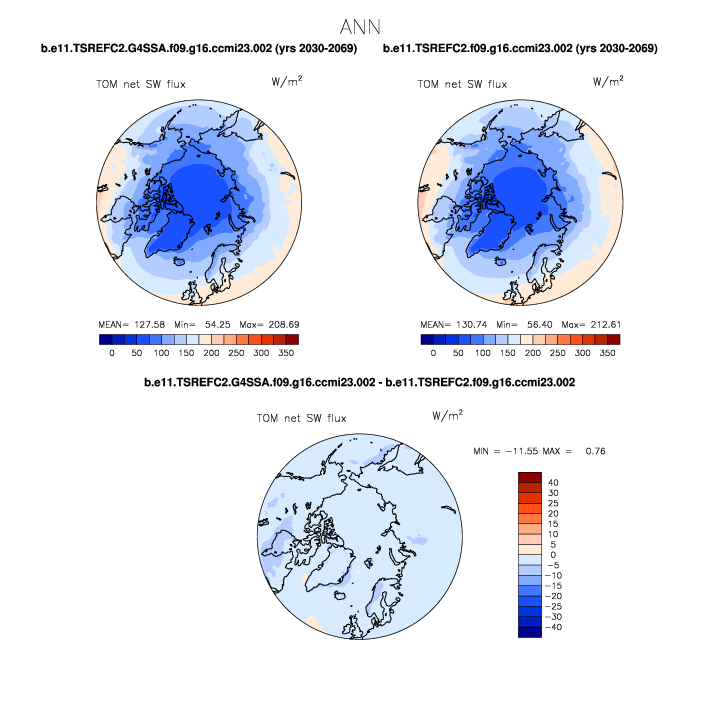 ANN
b.e11.TSREFC2.G4SSA.f09.g16.ccmi23.002 (yrs 2030-2069) b.e11.TSREFC2.f09.g16.ccmi23.002 (yrs 2030-2069)
TOM net SW flux W/m²
TOM net SW flux W/m²
MEAN= 127.58 Min= 54.25 Max= 208.69
0 50 100 150 200 250 300 350
MEAN= 130.74 Min= 56.40 Max= 212.61
0 50 100 150 200 250 300 350
b.e11.TSREFC2.G4SSA.f09.g16.ccmi23.002 - b.e11.TSREFC2.f09.g16.ccmi23.002
TOM net SW flux W/m²
MIN = -11.55 MAX = 0.76
40
30
25
20
15
10
5
0
-5
-10
-15
-20
-25
-30
-40